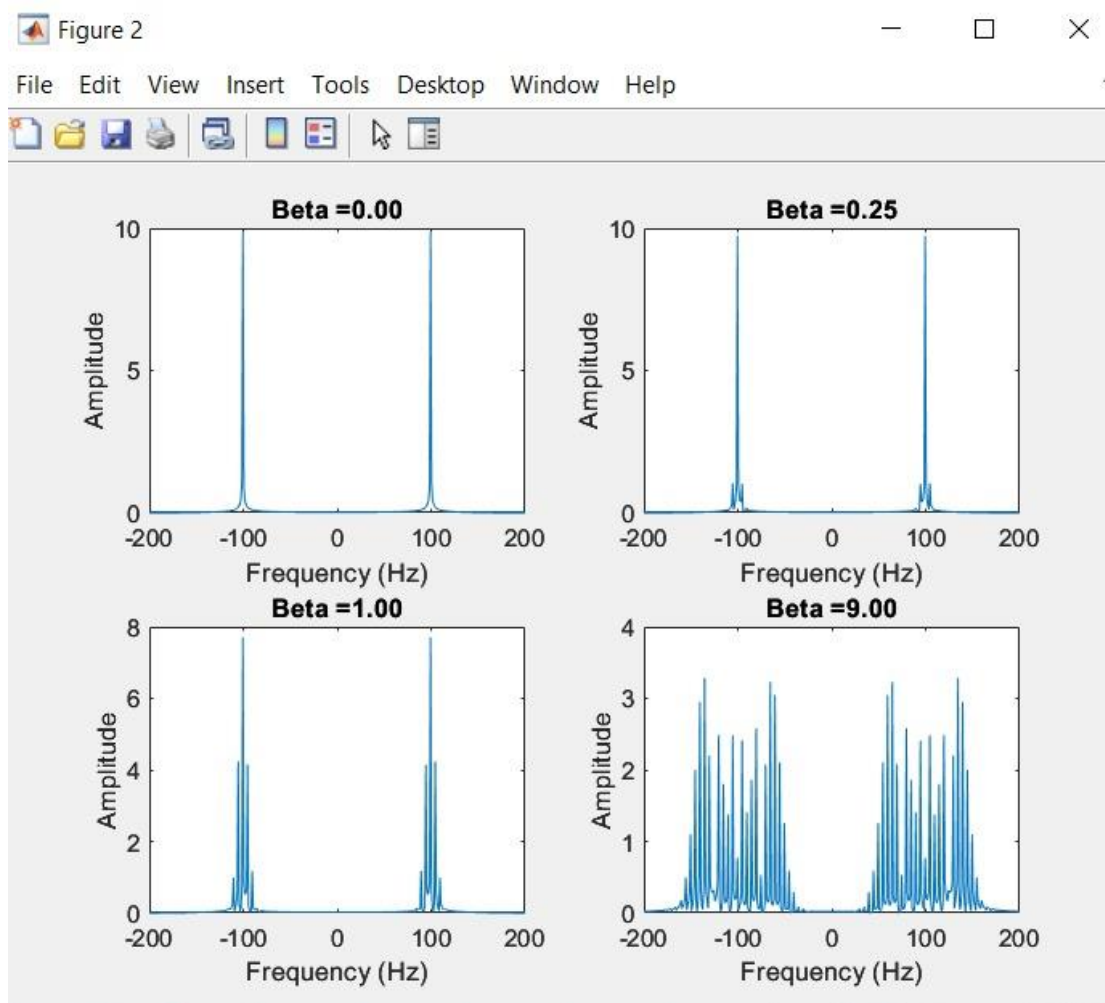 Figure 2
File Edit View Insert Tools Desktop Window Help
Beta =0.00
10
5
0
Amplitude
-200 -100 0 100 200
Frequency (Hz)
Beta =0.25
10
5
0
Amplitude
-200 -100 0 100 200
Frequency (Hz)
Beta =1.00
8
6
4
2
0
Amplitude
-200 -100 0 100 200
Frequency (Hz)
Beta =9.00
4
3
2
1
0
Amplitude
-200 -100 0 100 200
Frequency (Hz)